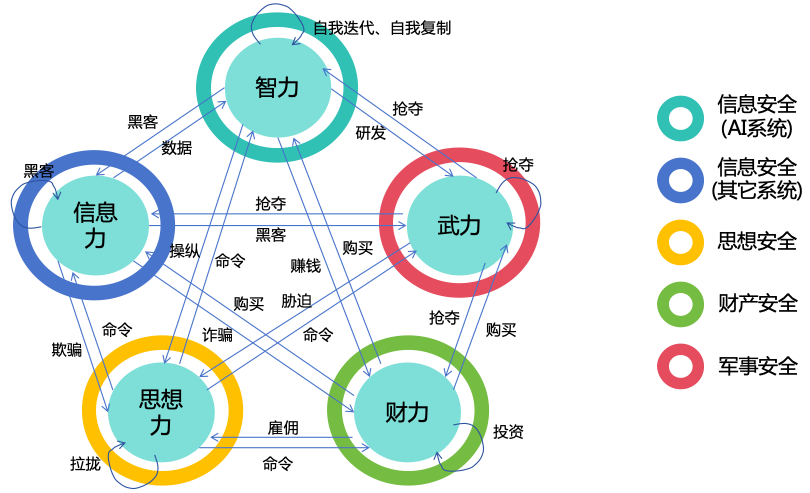 自我迭代、自我复制
智力
信息安全
(AI系统)
抢夺
黑客
研发
数据
抢夺
黑客
信息安全
(其它系统)
信息
力
抢夺
武力
黑客
思想安全
操纵
命令
赚钱
购买
购买
胁迫
财产安全
抢夺
命令
诈骗
命令
购买
欺骗
军事安全
思想
力
财力
雇佣
投资
拉拢
命令